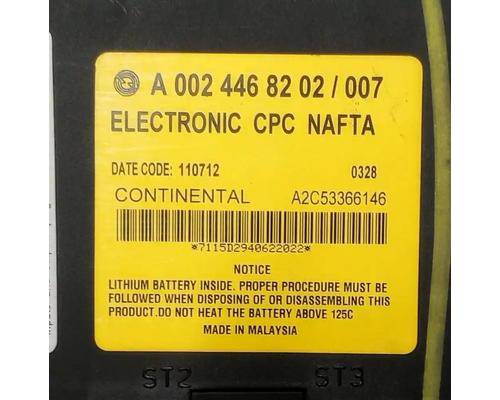 A 002 446 82 02 / 007
ELECTRONIC CPC NAFTA
DATE CODE: 110712 0328
CONTINENTAL A2C53366146
*7115D2940622022*
NOTICE
LITHIUM BATTERY INSIDE. PROPER PROCEDURE MUST BE
FOLLOWED WHEN DISPOSING OF OR DISASSEMBLING THIS
PRODUCT.DO NOT HEAT THE BATTERY ABOVE 125C
MADE IN MALAYSIA
ST2 ST3